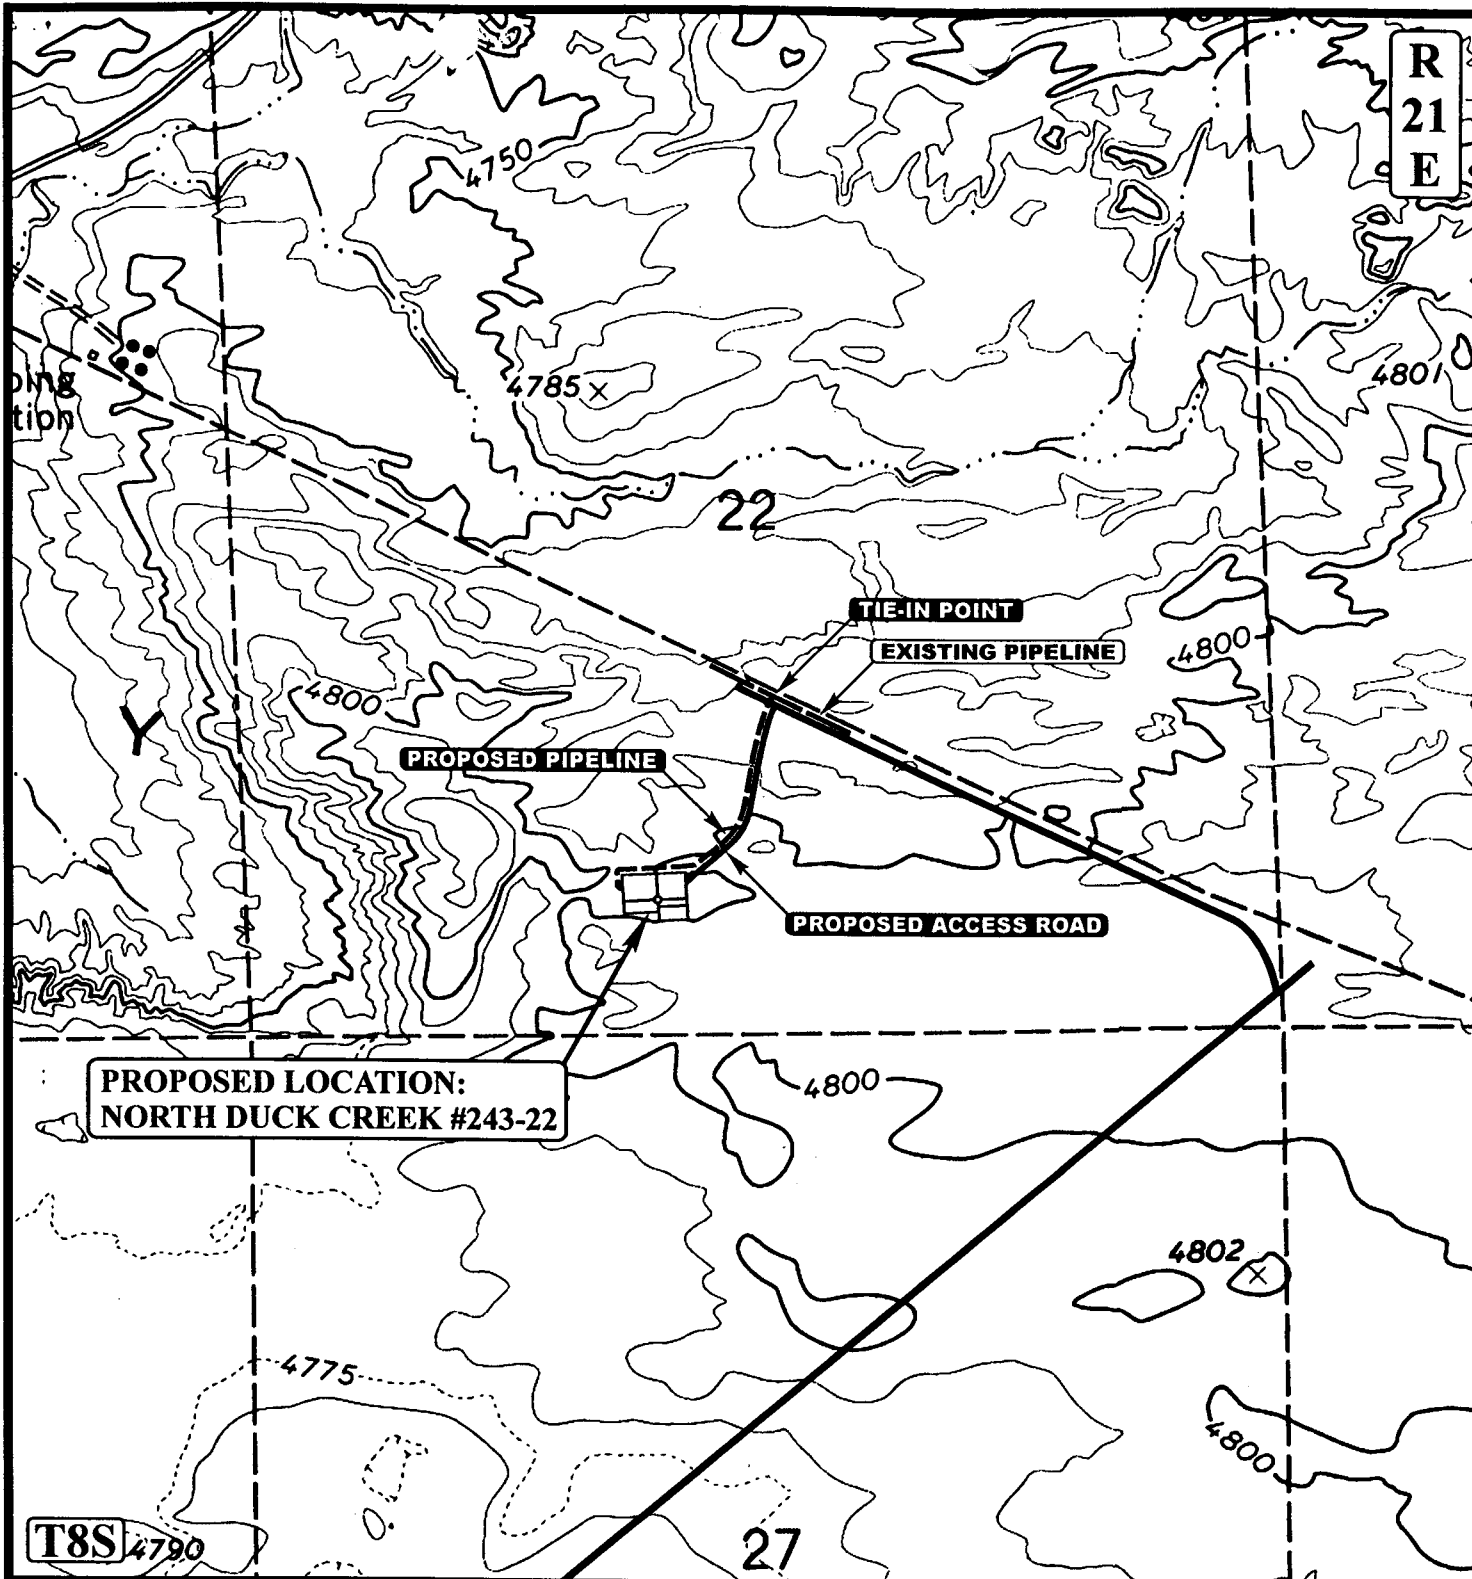 R
21
E
4750
4785
4801
tion
22
TIE-IN POINT
EXISTING PIPELINE
4800
4800
Y
PROPOSED PIPELINE
PROPOSED ACCESS ROAD
PROPOSED LOCATION:
NORTH DUCK CREEK #243-22
4800
4802
4775
4800
T8S
4790
27